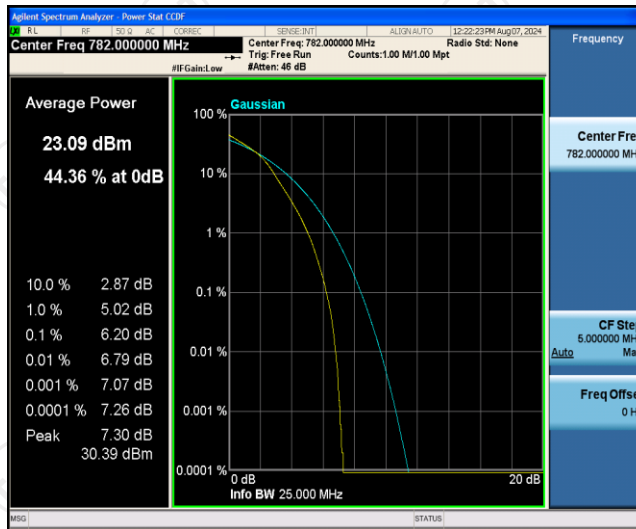 Agilent Spectrum Analyzer - Power Stat CCDF
RL RF 50 Ω AC CORREC SENSE:INT ALIGNAUTO 12:22:23PM Aug07, 2024
Center Freq 782.000000 MHz
Center Freq: 782.000000 MHz Radio Std: None
Trig: Free Run Counts:1.00 M/1.00 Mpt
#IFGain:Low #Atten: 46 dB
Frequency
Average Power
23.09 dBm
44.36 % at 0dB
10.0 % 2.87 dB
1.0 % 5.02 dB
0.1 % 6.20 dB
0.01 % 6.79 dB
0.001 % 7.07 dB
0.0001 % 7.26 dB
Peak 7.30 dB
30.39 dBm
Gaussian
100 %
10 %
1 %
0.1 %
0.01 %
0.001 %
0.0001 %
0 dB 20 dB
Info BW 25.000 MHz
Center Fre
782.000000 MH
CF Ste
5.000000 MH
Auto Ma
Freq Offse
0 H
MSG STATUS